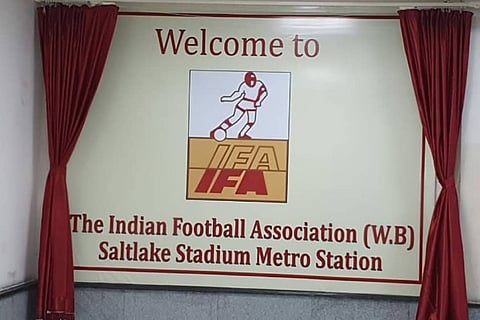 Welcome to
IFA
IFA
The Indian Football Association (W.B)
Saltlake Stadium Metro Station